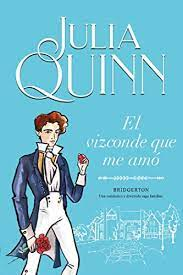 JULIA
QUINN
El
vizconde que
me amó
BRIDGERTON
Una romántica y divertida saga familiar.